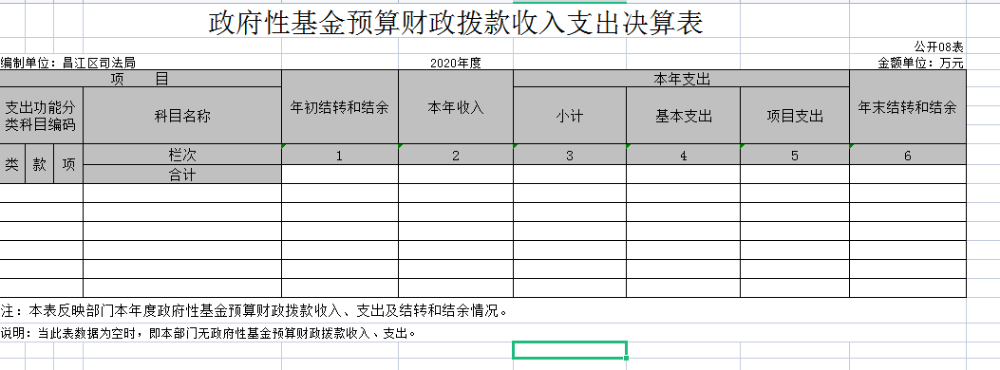 政府性基金预算财政拨款收入支出决算表
公开08表
编制单位：昌江区司法局 2020年度 金额单位：万元
项 目 年初结转和结余 本年收入 本年支出 年末结转和结余
支出功能分类科目编码 科目名称 小计 基本支出 项目支出
类 款 项 栏次 1 2 3 4 5 6
合计
注：本表反映部门本年度政府性基金预算财政拨款收入、支出及结转和结余情况。
说明：当此表数据为空时，即本部门无政府性基金预算财政拨款收入、支出。